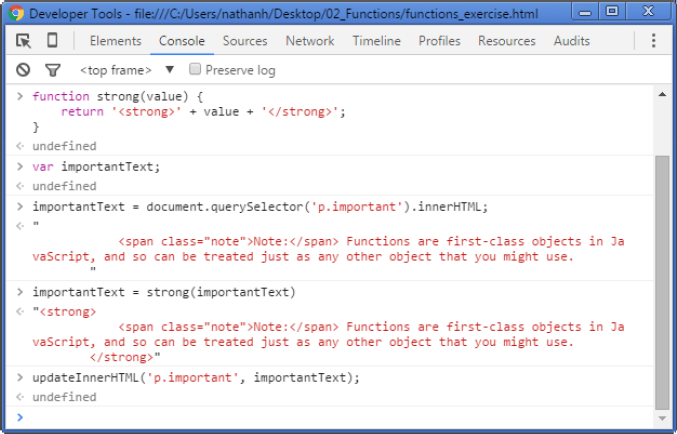 Developer Tools - file:///C:/Users/nathanh/Desktop/02_Functions/functions_exercise.html
Elements Console Sources Network Timeline Profiles Resources Audits
<top frame> ▼ Preserve log
> function strong(value) {
return '<strong>' + value + '</strong>';
}
<· undefined
> var importantText;
<· undefined
> importantText = document.querySelector('p.important').innerHTML;
<· "
<span class="note">Note:</span> Functions are first-class objects in Ja
vaScript, and so can be treated just as any other object that you might use.
"
> importantText = strong(importantText)
<· "<strong>
<span class="note">Note:</span> Functions are first-class objects in Ja
vaScript, and so can be treated just as any other object that you might use.
</strong>"
> updateInnerHTML('p.important', importantText);
<· undefined
>